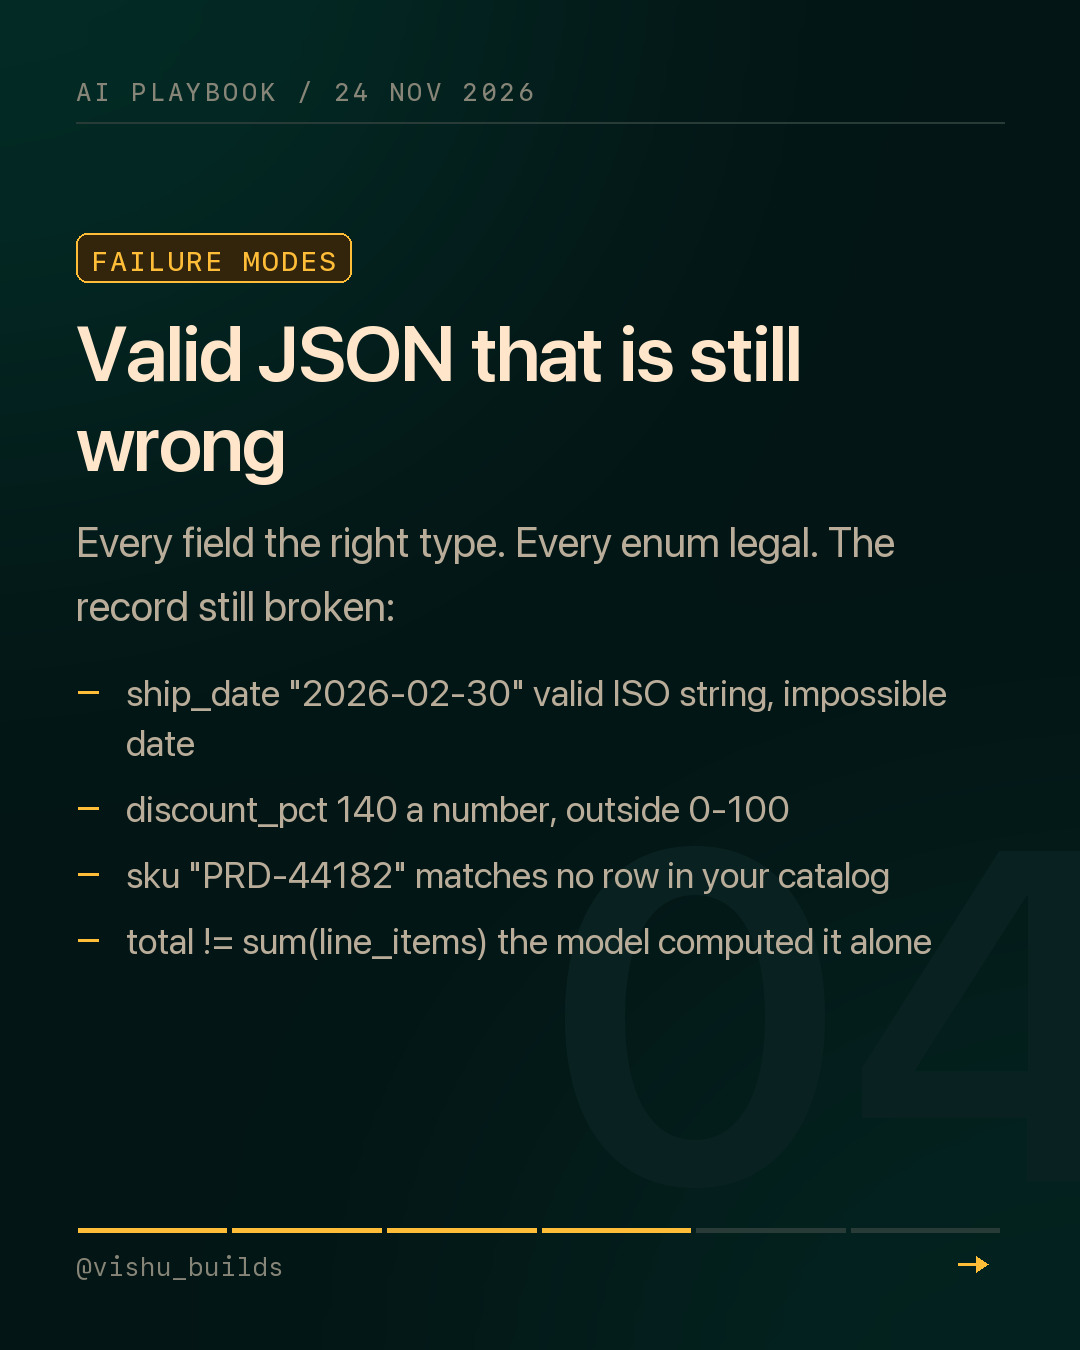 AI PLAYBOOK / 24 NOV 2026
FAILURE MODES
Valid JSON that is still
wrong
Every field the right type. Every enum legal. The
record still broken:
— ship_date "2026-02-30" valid ISO string, impossible
date
— discount_pct 140 a number, outside 0-100
— sku "PRD-44182" matches no row in your catalog
— total != sum(line_items) the model computed it alone
04
@vishu_builds →